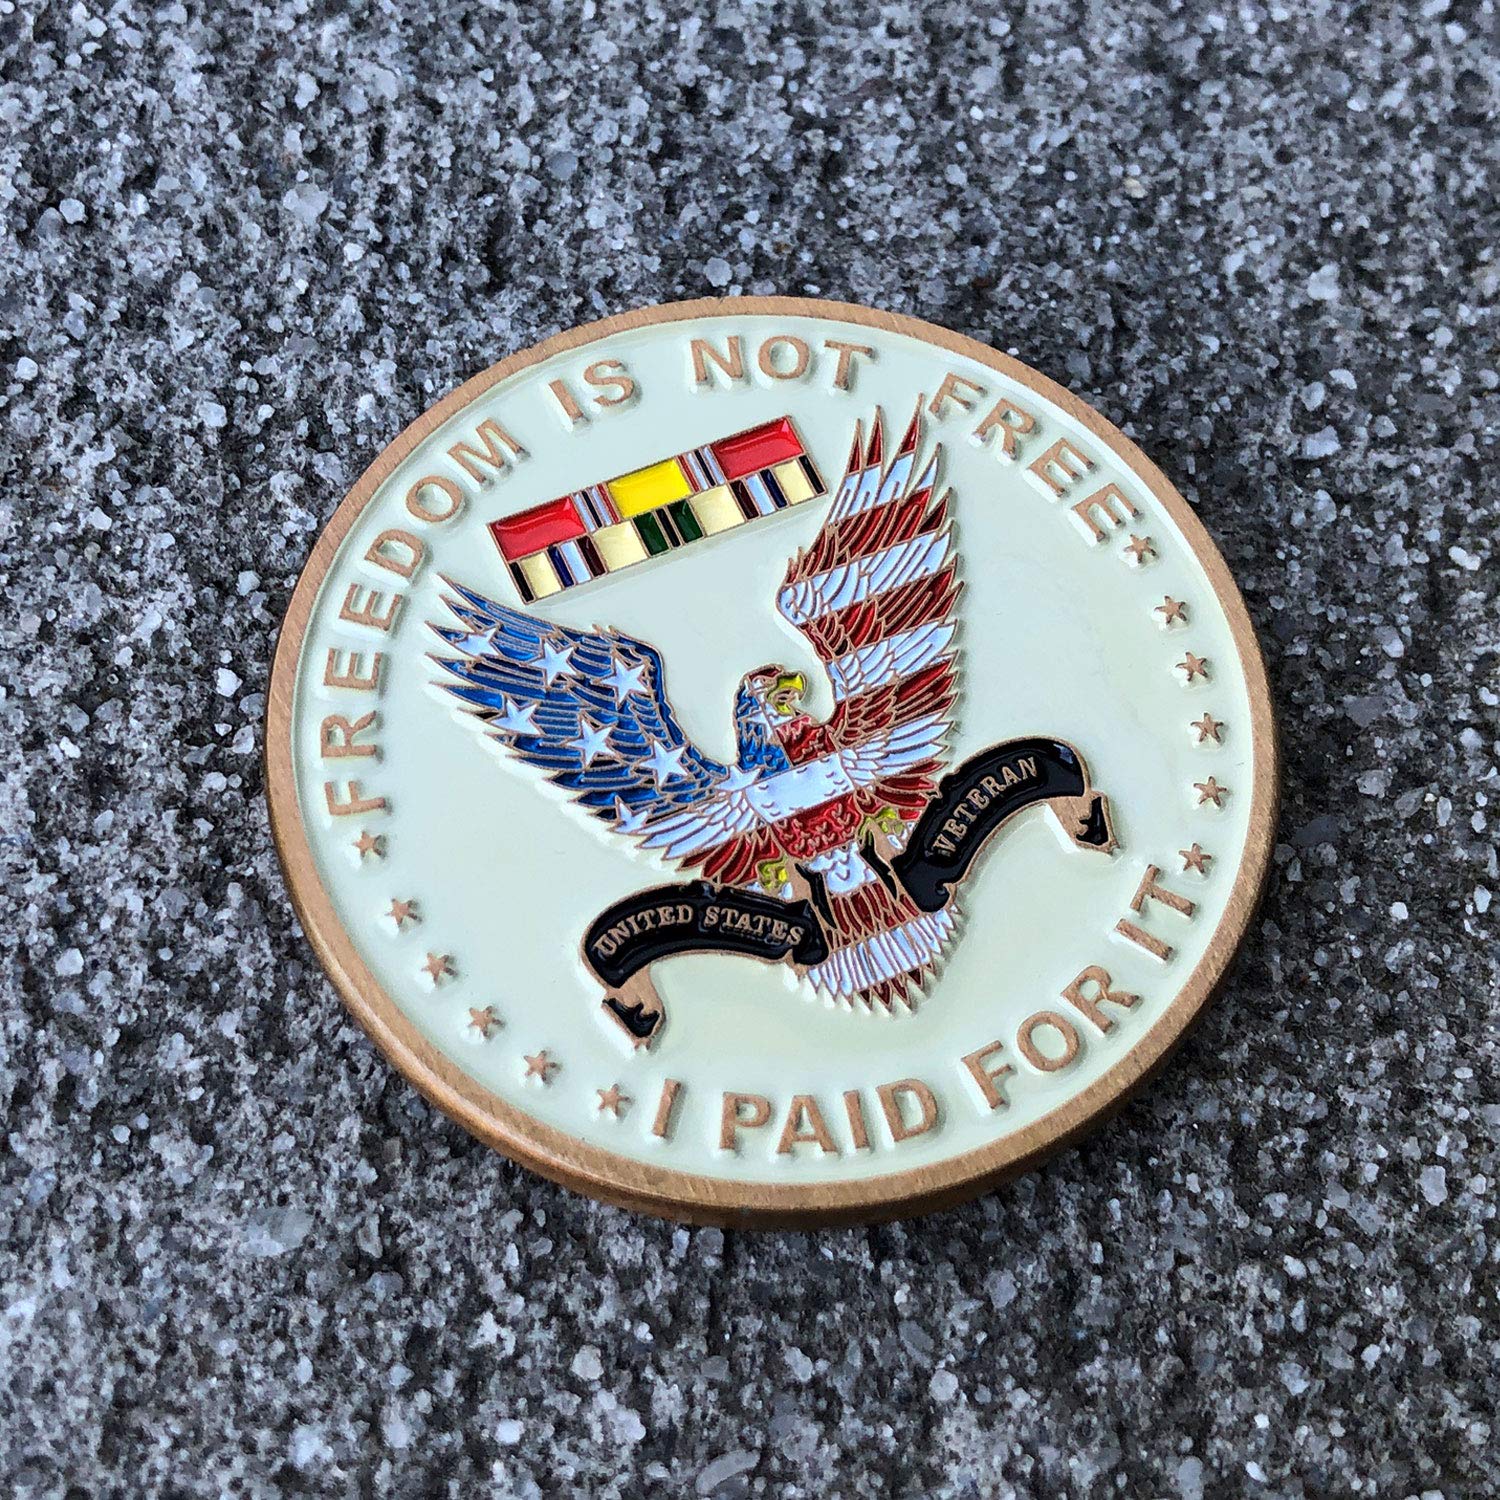 FREEDOM IS NOT FREE
UNITED STATES VETERAN
I PAID FOR IT